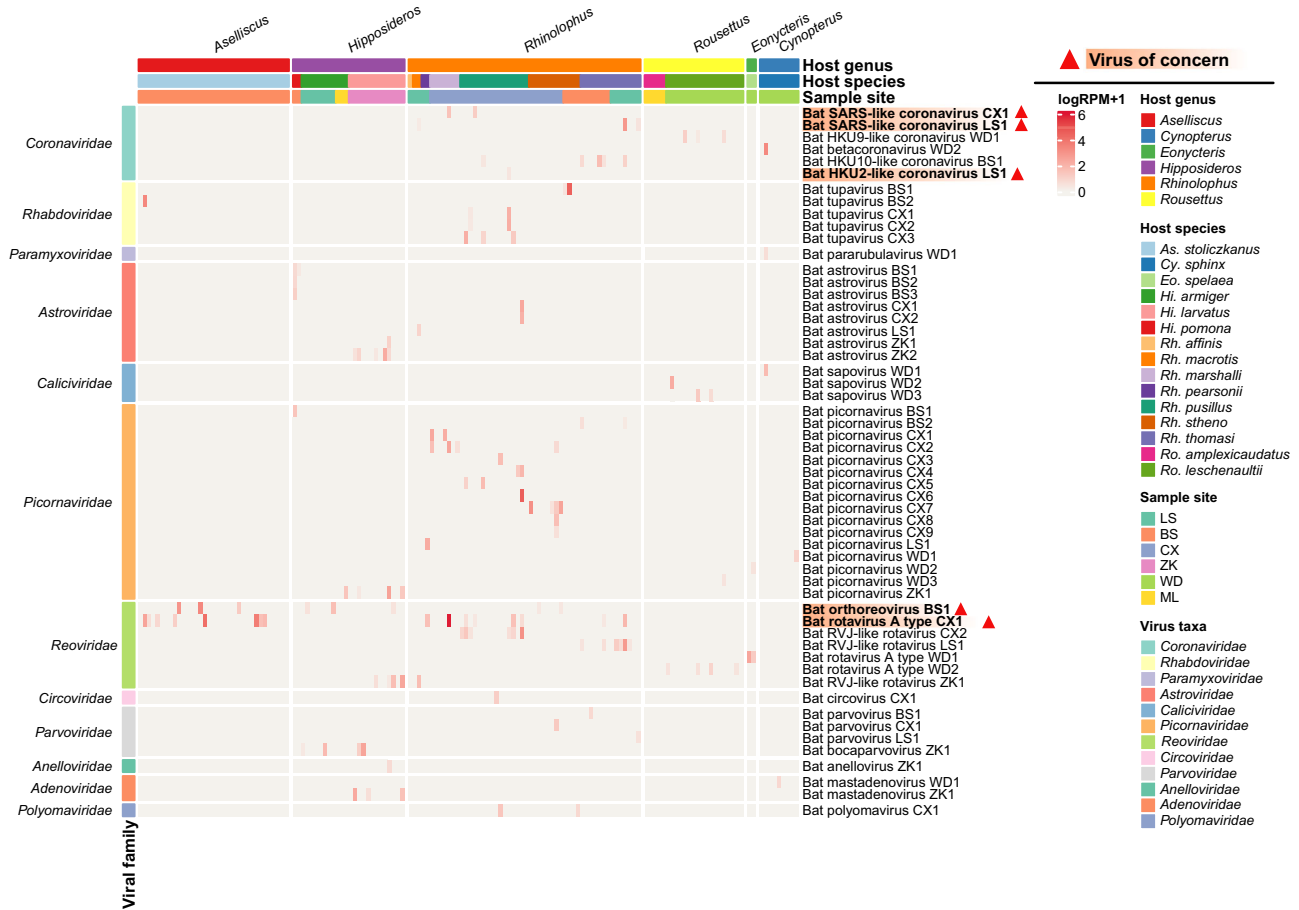 Aselliscus
Hipposideros
Rhinolophus
Rousettus
Eonycteris
Cynopterus
Host genus
Host species
Sample site
Virus of concern
Coronaviridae
Bat SARS-like coronavirus CX1
Bat SARS-like coronavirus LS1
Bat HKU9-like coronavirus WD1
Bat betacoronavirus WD2
Bat HKU10-like coronavirus BS1
Bat HKU2-like coronavirus LS1
Rhabdoviridae
Bat tupavirus BS1
Bat tupavirus BS2
Bat tupavirus CX1
Bat tupavirus CX2
Bat tupavirus CX3
Paramyxoviridae
Bat pararubulavirus WD1
Astroviridae
Bat astrovirus BS1
Bat astrovirus BS2
Bat astrovirus BS3
Bat astrovirus CX1
Bat astrovirus CX2
Bat astrovirus LS1
Bat astrovirus ZK1
Bat astrovirus ZK2
Caliciviridae
Bat sapovirus WD1
Bat sapovirus WD2
Bat sapovirus WD3
Picornaviridae
Bat picornavirus BS1
Bat picornavirus BS2
Bat picornavirus CX1
Bat picornavirus CX2
Bat picornavirus CX3
Bat picornavirus CX4
Bat picornavirus CX5
Bat picornavirus CX6
Bat picornavirus CX7
Bat picornavirus CX8
Bat picornavirus CX9
Bat picornavirus LS1
Bat picornavirus WD1
Bat picornavirus WD2
Bat picornavirus WD3
Bat picornavirus ZK1
Reoviridae
Bat orthoreovirus BS1
Bat rotavirus A type CX1
Bat RVJ-like rotavirus CX2
Bat RVJ-like rotavirus LS1
Bat rotavirus A type WD1
Bat rotavirus A type WD2
Bat RVJ-like rotavirus ZK1
Circoviridae
Bat circovirus CX1
Parvoviridae
Bat parvovirus BS1
Bat parvovirus CX1
Bat parvovirus LS1
Bat bocaparvovirus ZK1
Anelloviridae
Bat anellovirus ZK1
Adenoviridae
Bat mastadenovirus WD1
Bat mastadenovirus ZK1
Polyomaviridae
Bat polyomavirus CX1
Viral family
logRPM+1
6
4
2
0
Host genus
Aselliscus
Cynopterus
Eonycteris
Hipposideros
Rhinolophus
Rousettus
Host species
As. stoliczkanus
Cy. sphinx
Eo. spelaea
Hi. armiger
Hi. larvatus
Hi. pomona
Rh. affinis
Rh. macrotis
Rh. marshalli
Rh. pearsonii
Rh. pusillus
Rh. stheno
Rh. thomasi
Ro. amplexicaudatus
Ro. leschenaultii
Sample site
LS
BS
CX
ZK
WD
ML
Virus taxa
Coronaviridae
Rhabdoviridae
Paramyxoviridae
Astroviridae
Caliciviridae
Picornaviridae
Reoviridae
Circoviridae
Parvoviridae
Anelloviridae
Adenoviridae
Polyomaviridae